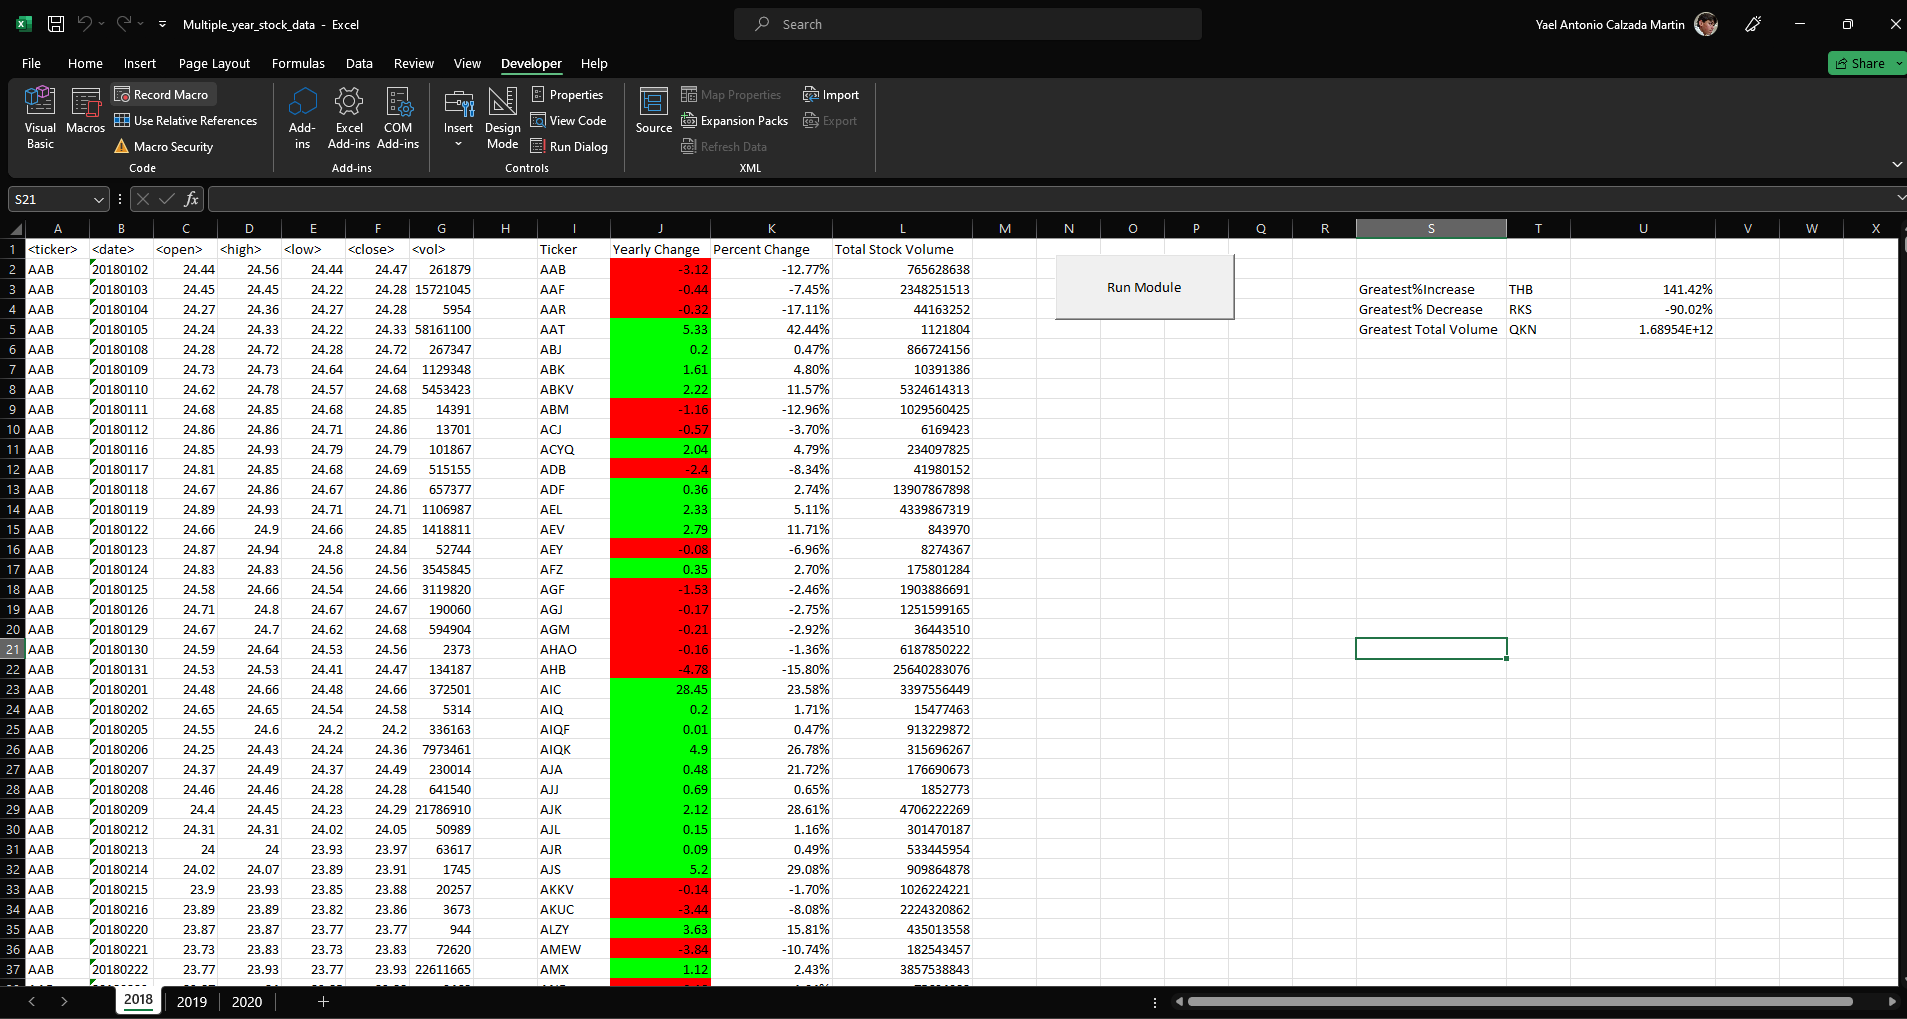 Multiple_year_stock_data - Excel
Search
Yael Antonio Calzada Martin
File Home Insert Page Layout Formulas Data Review View Developer Help
Share
Visual Basic
Macros
Record Macro
Use Relative References
Macro Security
Code
Add-ins
Excel Add-ins
COM Add-ins
Add-ins
Insert
Design Mode
Properties
View Code
Run Dialog
Controls
Source
Map Properties
Expansion Packs
Refresh Data
Import
Export
XML
S21
fx
A B C D E F G H I J K L M N O P Q R S T U V W X
1 <ticker> <date> <open> <high> <low> <close> <vol> Ticker Yearly Change Percent Change Total Stock Volume
2 AAB 20180102 24.44 24.56 24.44 24.47 261879 AAB -3.12 -12.77% 765628638
Run Module
3 AAB 20180103 24.45 24.45 24.22 24.28 15721045 AAF -0.44 -7.45% 2348251513 Greatest%Increase THB 141.42%
4 AAB 20180104 24.27 24.36 24.27 24.28 5954 AAR -0.32 -17.11% 44163252 Greatest% Decrease RKS -90.02%
5 AAB 20180105 24.24 24.33 24.22 24.33 58161100 AAT 5.33 42.44% 1121804 Greatest Total Volume QKN 1.68954E+12
6 AAB 20180108 24.28 24.72 24.28 24.72 267347 ABJ 0.2 0.47% 866724156
7 AAB 20180109 24.73 24.73 24.64 24.64 1129348 ABK 1.61 4.80% 10391386
8 AAB 20180110 24.62 24.78 24.57 24.68 5453423 ABKV 2.22 11.57% 5324614313
9 AAB 20180111 24.68 24.85 24.68 24.85 14391 ABM -1.16 -12.96% 1029560425
10 AAB 20180112 24.86 24.86 24.71 24.86 13701 ACJ -0.57 -3.70% 6169423
11 AAB 20180116 24.85 24.93 24.79 24.79 101867 ACYQ 2.04 4.79% 234097825
12 AAB 20180117 24.81 24.85 24.68 24.69 515155 ADB -2.4 -8.34% 41980152
13 AAB 20180118 24.67 24.86 24.67 24.86 657377 ADF 0.36 2.74% 13907867898
14 AAB 20180119 24.89 24.93 24.71 24.71 1106987 AEL 2.33 5.11% 4339867319
15 AAB 20180122 24.66 24.9 24.66 24.85 1418811 AEV 2.79 11.71% 843970
16 AAB 20180123 24.87 24.94 24.8 24.84 52744 AEY -0.08 -6.96% 8274367
17 AAB 20180124 24.83 24.83 24.56 24.56 3545845 AFZ 0.35 2.70% 175801284
18 AAB 20180125 24.58 24.66 24.54 24.66 3119820 AGF -1.53 -2.46% 1903886691
19 AAB 20180126 24.71 24.8 24.67 24.67 190060 AGJ -0.17 -2.75% 1251599165
20 AAB 20180129 24.67 24.7 24.62 24.68 594904 AGM -0.21 -2.92% 36443510
21 AAB 20180130 24.59 24.64 24.53 24.56 2373 AHAO -0.16 -1.36% 6187850222
22 AAB 20180131 24.53 24.53 24.41 24.47 134187 AHB -4.78 -15.80% 25640283076
23 AAB 20180201 24.48 24.66 24.48 24.66 372501 AIC 28.45 23.58% 3397556449
24 AAB 20180202 24.65 24.65 24.54 24.58 5314 AIQ 0.2 1.71% 15477463
25 AAB 20180205 24.55 24.6 24.2 24.2 336163 AIQF 0.01 0.47% 913229872
26 AAB 20180206 24.25 24.43 24.24 24.36 7973461 AIQK 4.9 26.78% 315696267
27 AAB 20180207 24.37 24.49 24.37 24.49 230014 AJA 0.48 21.72% 176690673
28 AAB 20180208 24.46 24.46 24.28 24.28 641540 AJJ 0.69 0.65% 1852773
29 AAB 20180209 24.4 24.45 24.23 24.29 21786910 AJK 2.12 28.61% 4706222269
30 AAB 20180212 24.31 24.31 24.02 24.05 50989 AJL 0.15 1.16% 301470187
31 AAB 20180213 24 24 23.93 23.97 63617 AJR 0.09 0.49% 533445954
32 AAB 20180214 24.02 24.07 23.89 23.91 1745 AJS 5.2 29.08% 909864878
33 AAB 20180215 23.9 23.93 23.85 23.88 20257 AKKV -0.14 -1.70% 1026224221
34 AAB 20180216 23.89 23.89 23.82 23.86 3673 AKUC -3.44 -8.08% 2224320862
35 AAB 20180220 23.87 23.87 23.77 23.77 944 ALZY 3.63 15.81% 435013558
36 AAB 20180221 23.73 23.83 23.73 23.83 72620 AMEW -3.84 -10.74% 182543457
37 AAB 20180222 23.77 23.93 23.77 23.93 22611665 AMX 1.12 2.43% 3857538843
2018 2019 2020